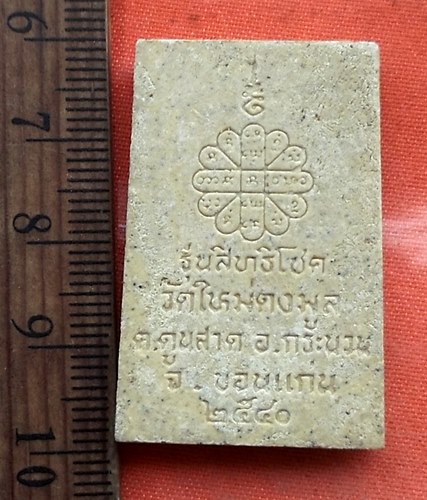 6
7
8
9
10
รุ่นสิทธิโชค
วัดใหม่ดงมูล
ต.ดูนสาด อ.กระนวน
จ. ขอนแก่น
๒๕๔๐